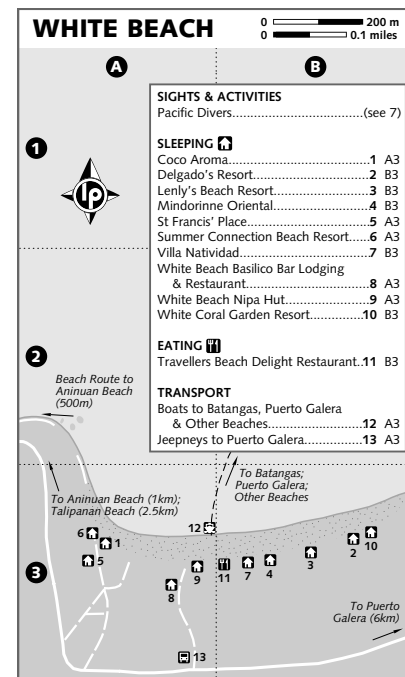 WHITE BEACH
0 200 m
0 0.1 miles
A B
SIGHTS & ACTIVITIES
Pacific Divers......................................(see 7)
1
SLEEPING
Coco Aroma.........................................1 A3
Delgado's Resort..................................2 B3
Lenly's Beach Resort............................3 B3
Mindorinne Oriental............................4 B3
St Francis' Place...................................5 A3
Summer Connection Beach Resort.....6 A3
Villa Natividad......................................7 B3
White Beach Basilico Bar Lodging
& Restaurant.....................................8 A3
White Beach Nipa Hut.........................9 A3
White Coral Garden Resort...............10 B3
EATING
Travellers Beach Delight Restaurant..11 B3
TRANSPORT
Boats to Batangas, Puerto Galera
& Other Beaches.............................12 A3
Jeepneys to Puerto Galera................13 A3
lp
2
Beach Route to
Aninuan Beach
(500m)
To Aninuan Beach (1km);
Talipanan Beach (2.5km)
To Batangas;
Puerto Galera;
Other Beaches
12
6
1
5
10
2
3
4
7
11
9
8
3
To Puerto
Galera (6km)
13